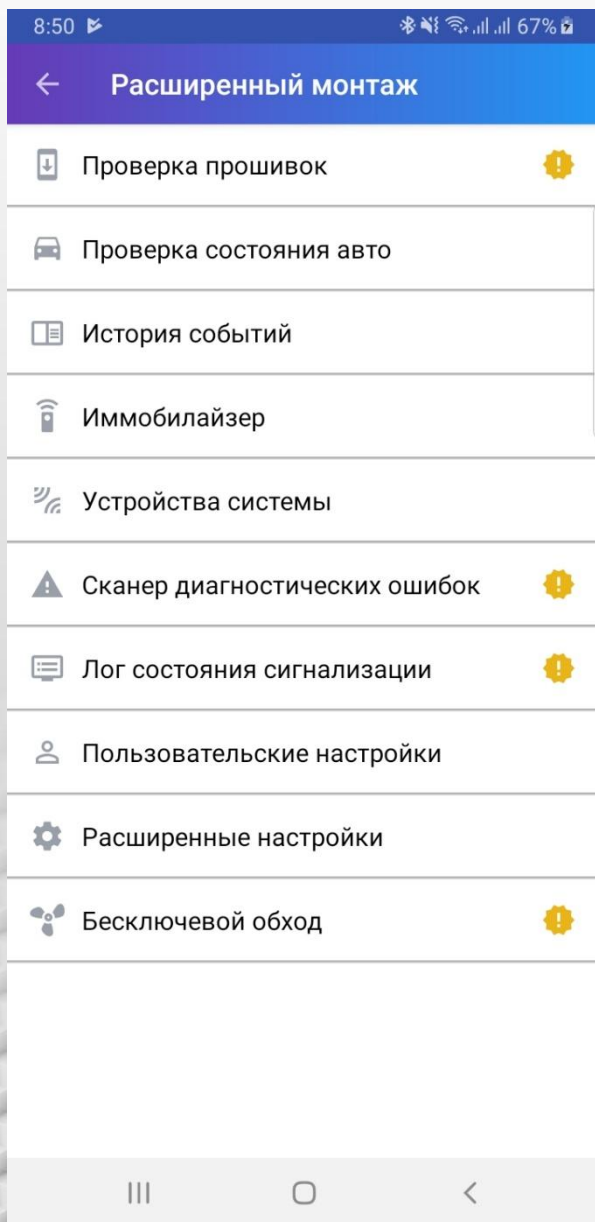 8:50 67%
Расширенный монтаж
Проверка прошивок
Проверка состояния авто
История событий
Иммобилайзер
Устройства системы
Сканер диагностических ошибок
Лог состояния сигнализации
Пользовательские настройки
Расширенные настройки
Бесключевой обход